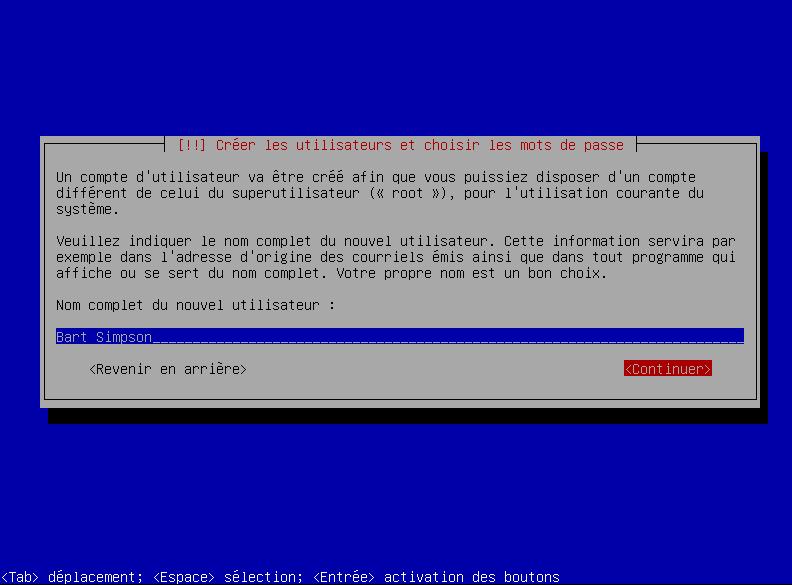 [!!] Créer les utilisateurs et choisir les mots de passe
Un compte d'utilisateur va être créé afin que vous puissiez disposer d'un compte
différent de celui du superutilisateur (« root »), pour l'utilisation courante du
système.
Veuillez indiquer le nom complet du nouvel utilisateur. Cette information servira par
exemple dans l'adresse d'origine des courriels émis ainsi que dans tout programme qui
affiche ou se sert du nom complet. Votre propre nom est un bon choix.
Nom complet du nouvel utilisateur :
Bart Simpson
<Revenir en arrière> <Continuer>
<Tab> déplacement; <Espace> sélection; <Entrée> activation des boutons